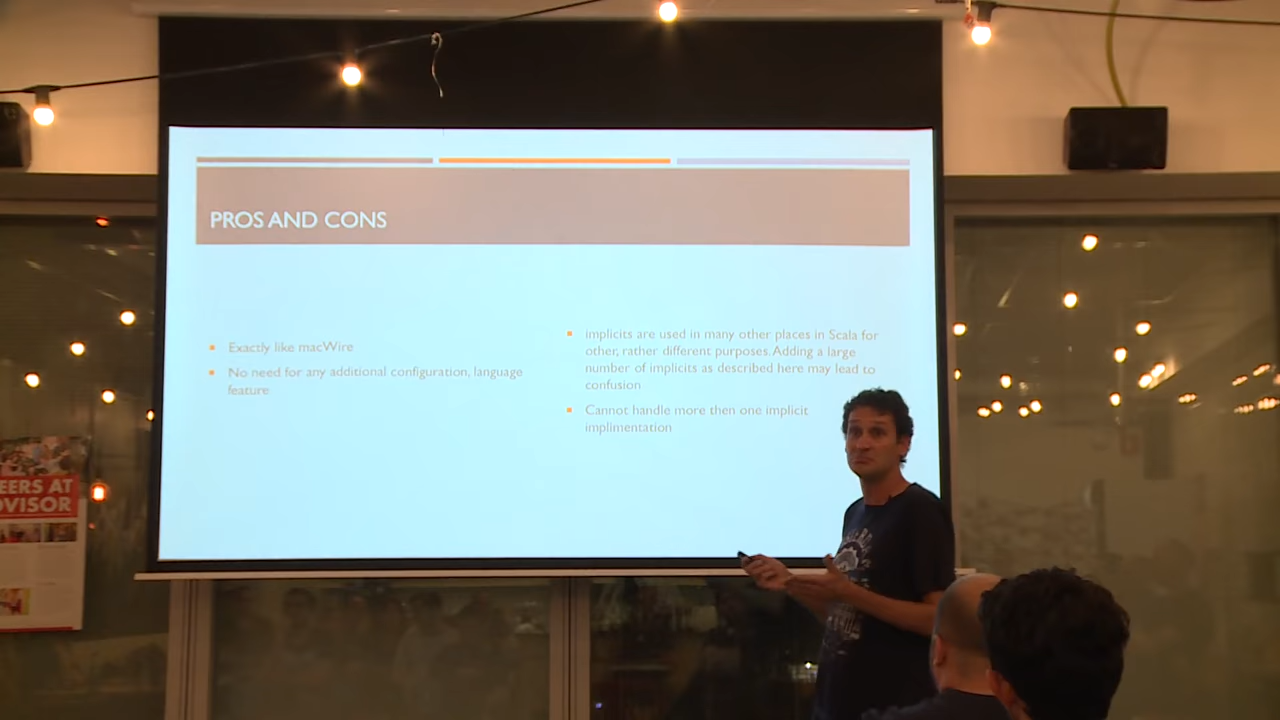 PROS AND CONS
Exactly like macWire
No need for any additional configuration, language
feature
implicits are used in many other places in Scala for
other, rather different purposes. Adding a large
number of implicits as described here may lead to
confusion
Cannot handle more then one implicit
implimentation
EERS AT
OVISOR